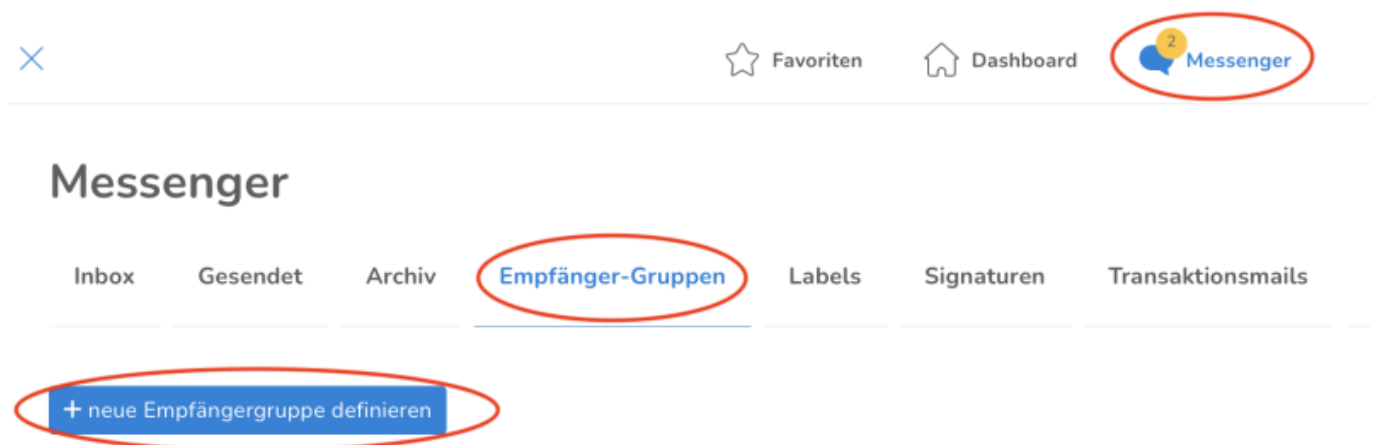 Favoriten Dashboard 2 Messenger
Messenger
Inbox Gesendet Archiv Empfänger-Gruppen Labels Signaturen Transaktionsmails
+ neue Empfängergruppe definieren